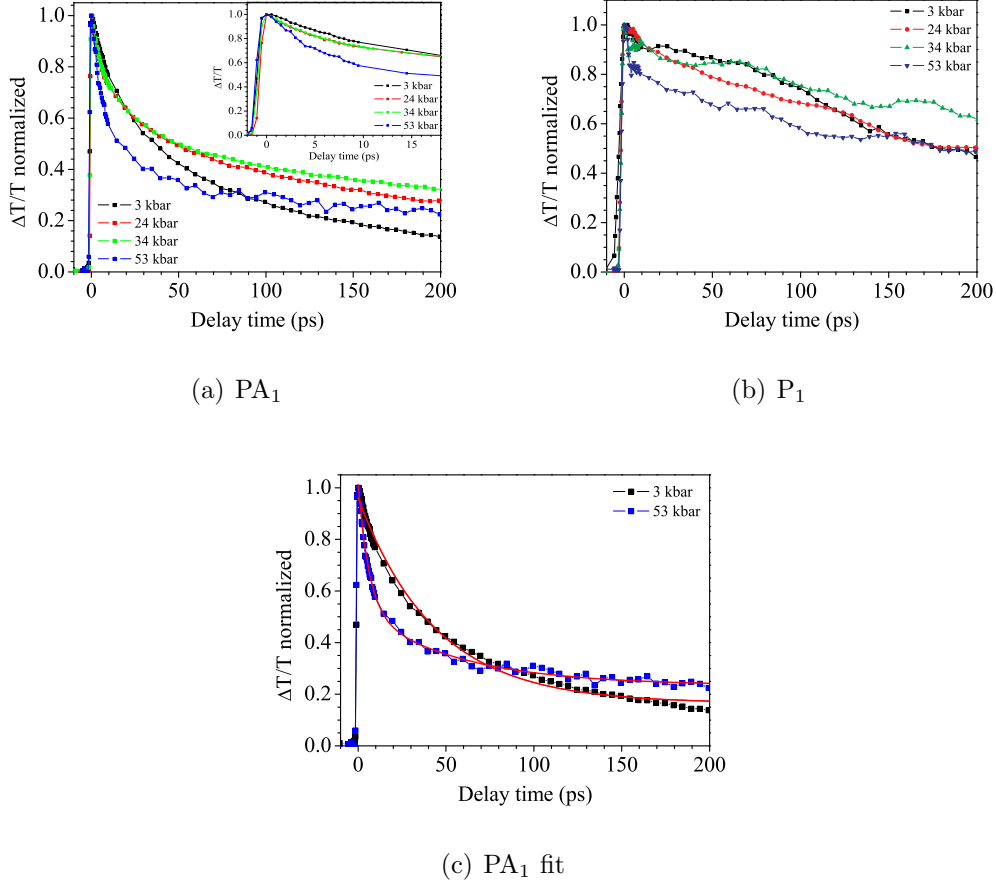 1.0
0.8
0.6
0.4
0.2
0.0
ΔT/T normalized
0 50 100 150 200
Delay time (ps)
3 kbar
24 kbar
34 kbar
53 kbar
1.0
0.8
0.6
0.4
0.2
0.0
ΔT/T
0 5 10 15
Delay time (ps)
3 kbar
24 kbar
34 kbar
53 kbar
(a) PA₁
1.0
0.8
0.6
0.4
0.2
0.0
ΔT/T normalized
0 50 100 150 200
Delay time (ps)
3 kbar
24 kbar
34 kbar
53 kbar
(b) P₁
1.0
0.8
0.6
0.4
0.2
0.0
ΔT/T normalized
0 50 100 150 200
Delay time (ps)
3 kbar
53 kbar
(c) PA₁ fit